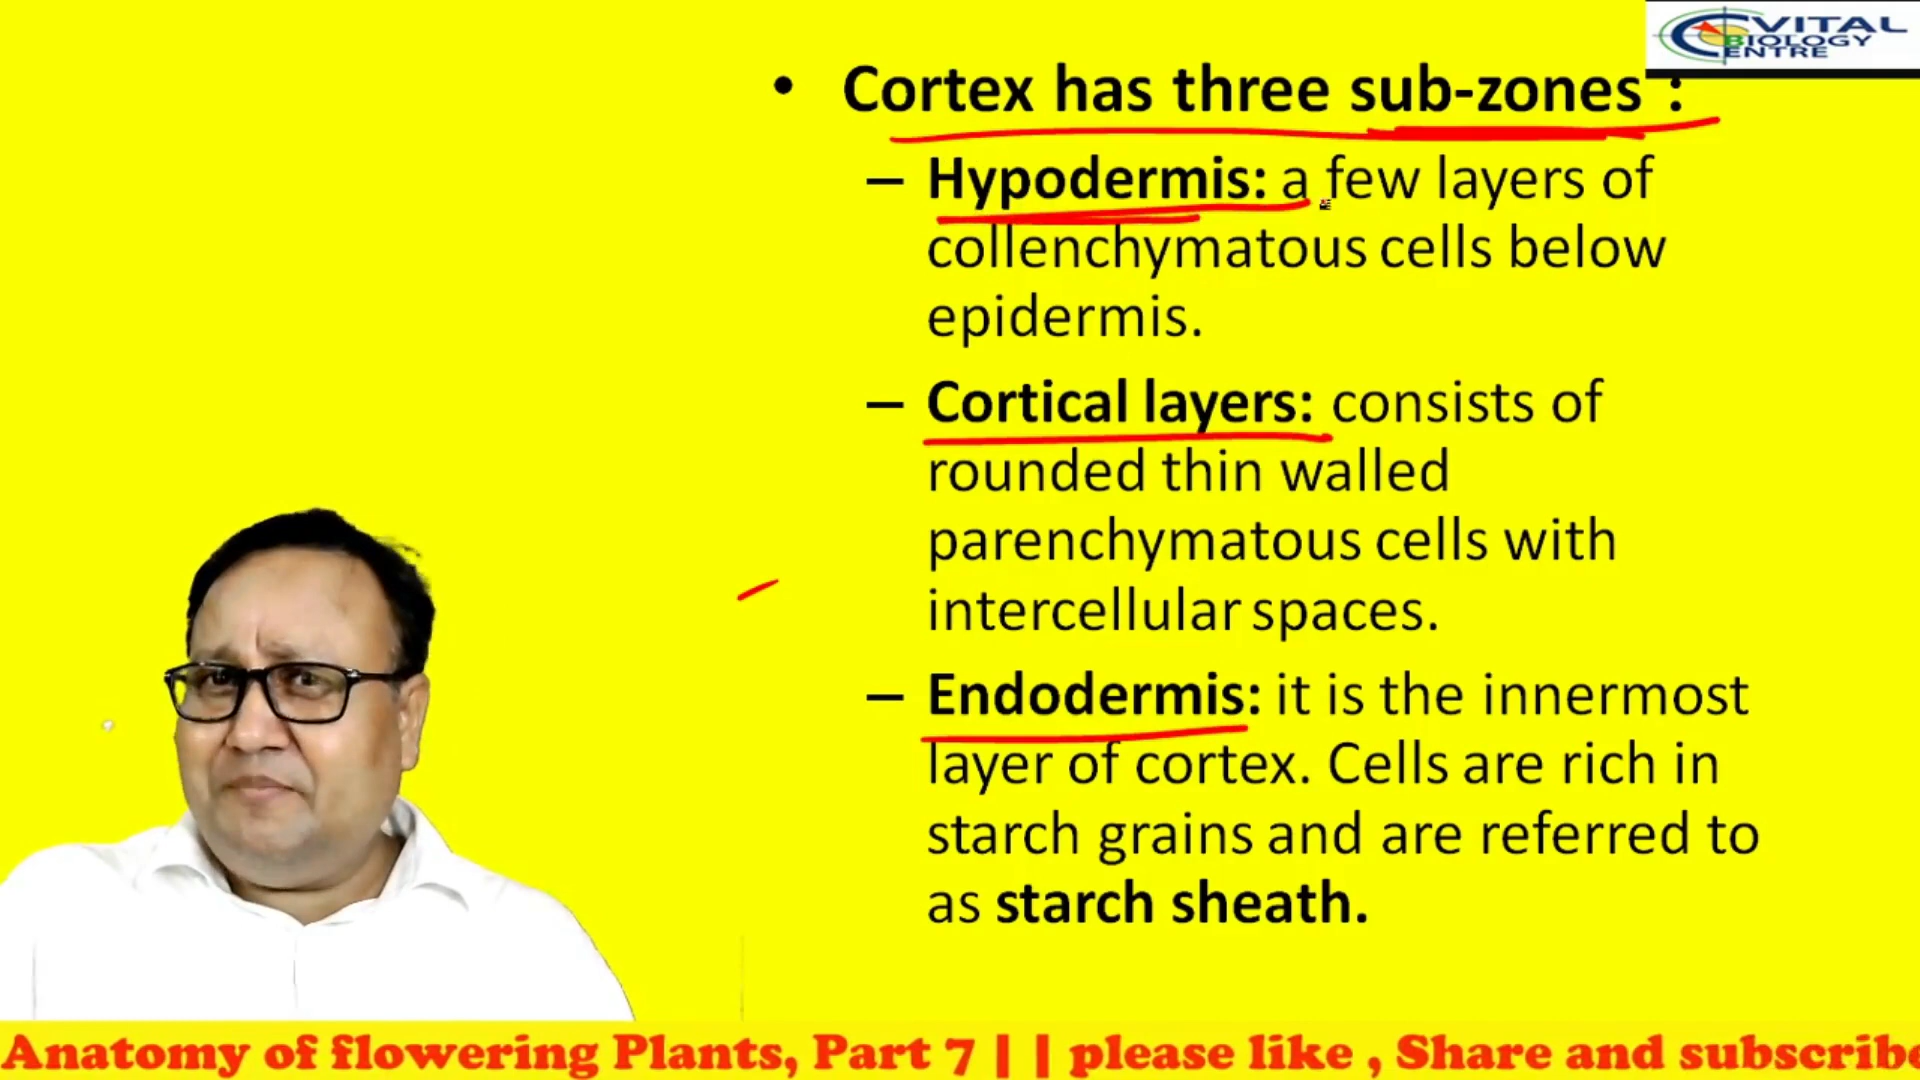 VITAL
BIOLOGY
CENTRE
• Cortex has three sub-zones :
– Hypodermis: a few layers of
collenchymatous cells below
epidermis.
– Cortical layers: consists of
rounded thin walled
parenchymatous cells with
intercellular spaces.
– Endodermis: it is the innermost
layer of cortex. Cells are rich in
starch grains and are referred to
as starch sheath.
Anatomy of flowering Plants, Part 7 | | please like , Share and subscribe